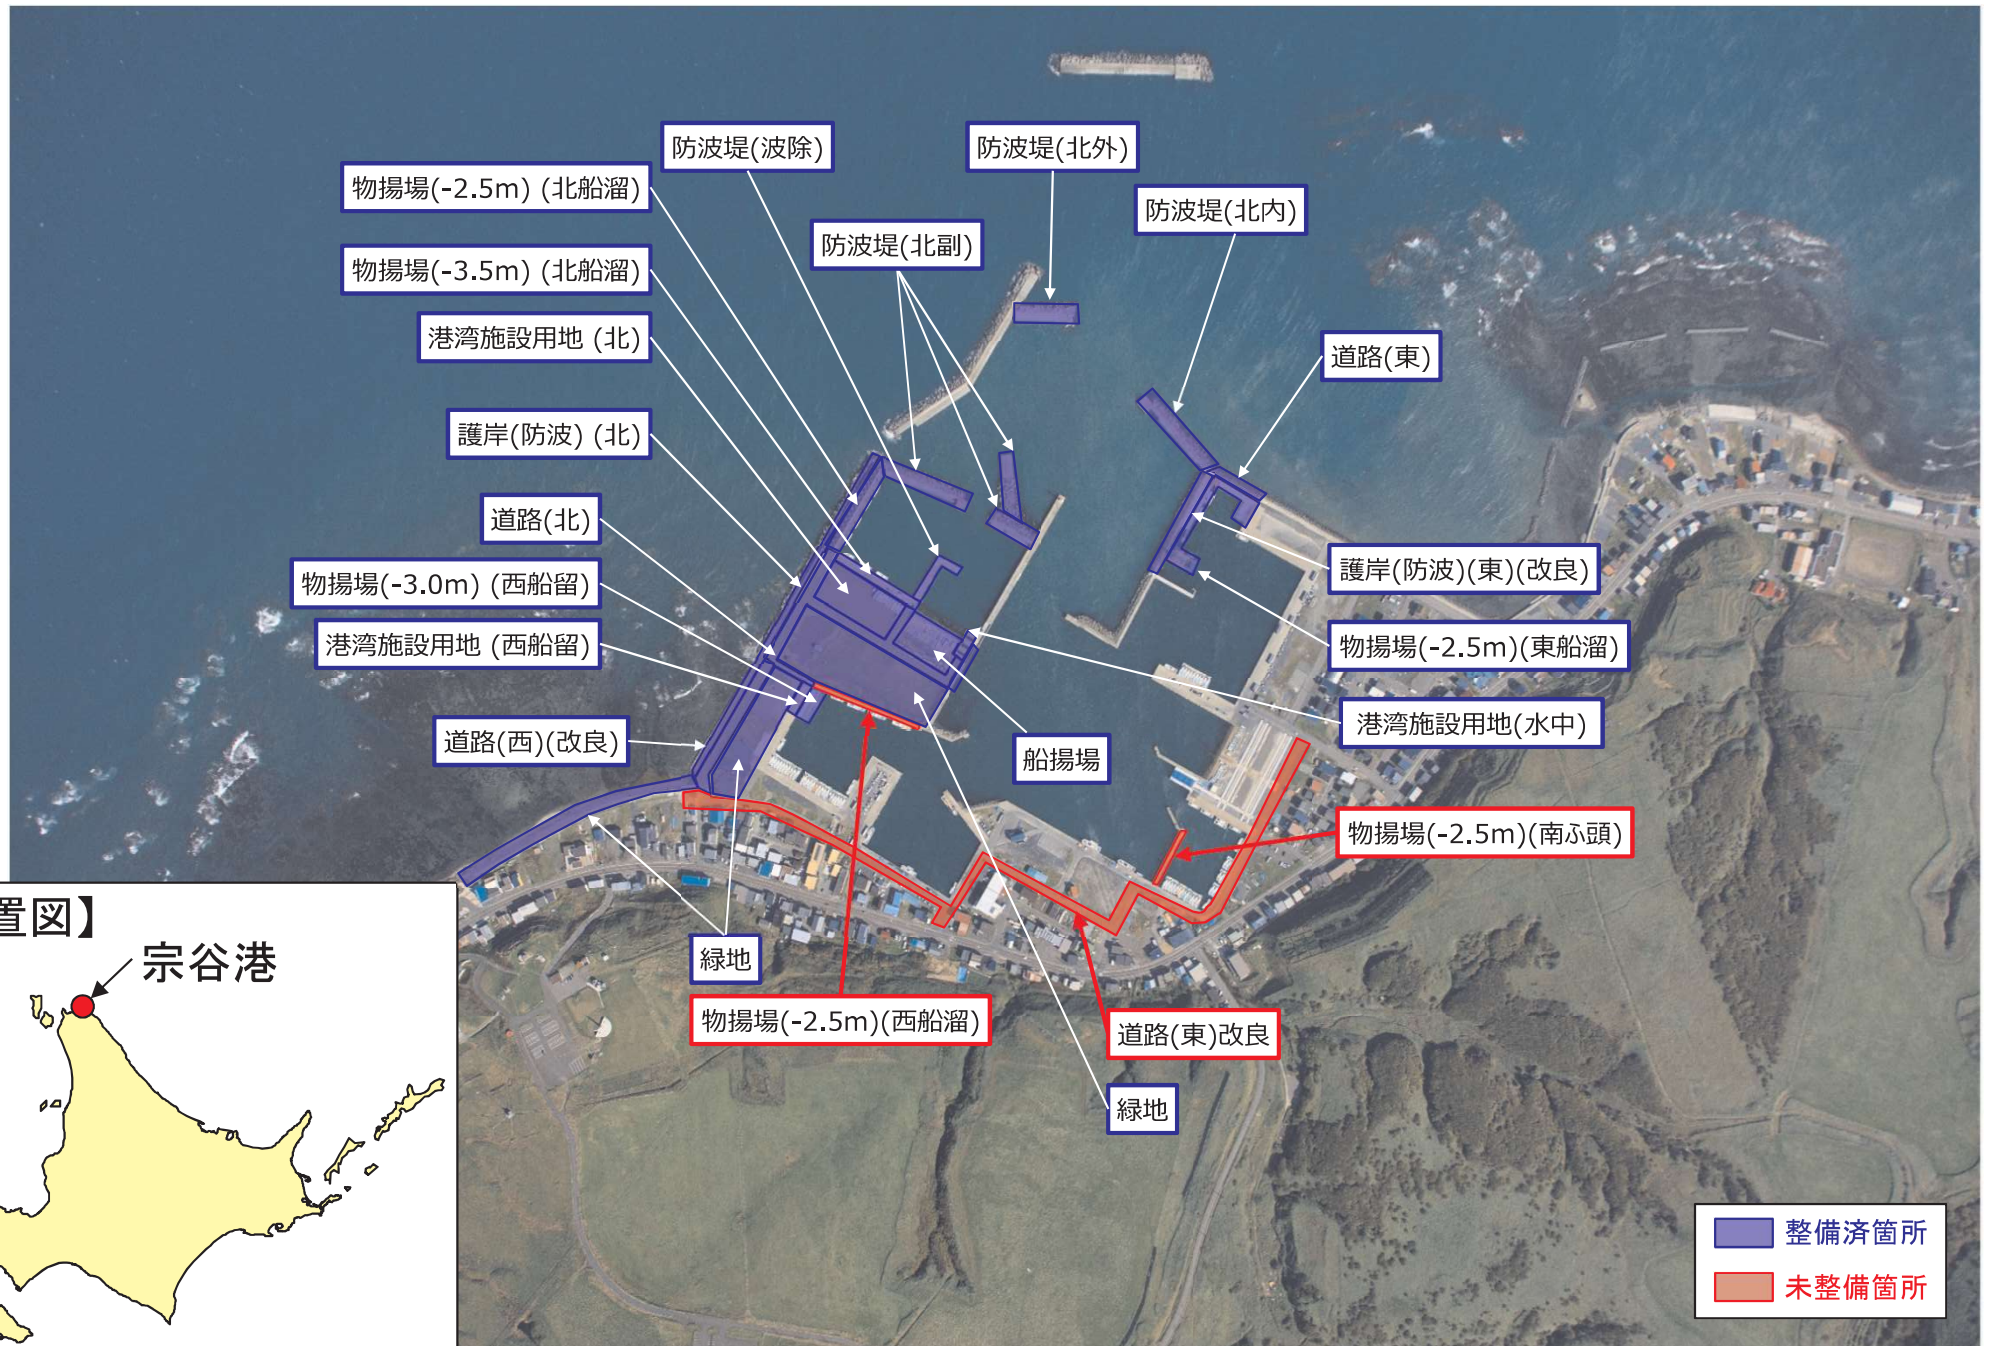 防波堤(波除)
防波堤(北外)
物揚場(-2.5m) (北船溜)
防波堤(北内)
防波堤(北副)
物揚場(-3.5m) (北船溜)
港湾施設用地 (北)
道路(東)
護岸(防波) (北)
道路(北)
護岸(防波)(東)(改良)
物揚場(-3.0m) (西船留)
港湾施設用地 (西船留)
物揚場(-2.5m)(東船溜)
港湾施設用地(水中)
道路(西)(改良)
船揚場
物揚場(-2.5m)(南ふ頭)
緑地
物揚場(-2.5m)(西船溜)
道路(東)改良
緑地
置図】
宗谷港
整備済箇所
未整備箇所